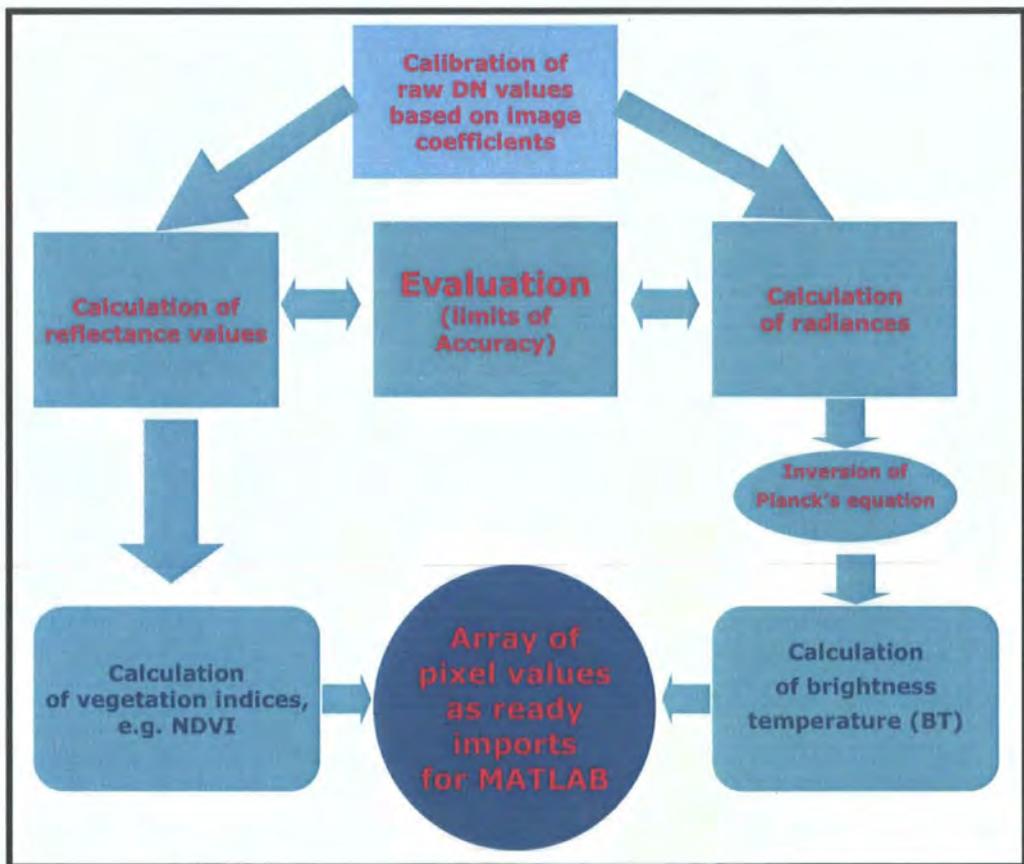 Calibration of
raw DN values
based on image
coefficients
Calculation of
reflectance values
Evaluation
(limits of
Accuracy)
Calculation
of radiances
Inversion of
Planck's equation
Calculation
of vegetation indices,
e.g. NDVI
Array of
pixel values
as ready
imports
for MATLAB
Calculation
of brightness
temperature (BT)